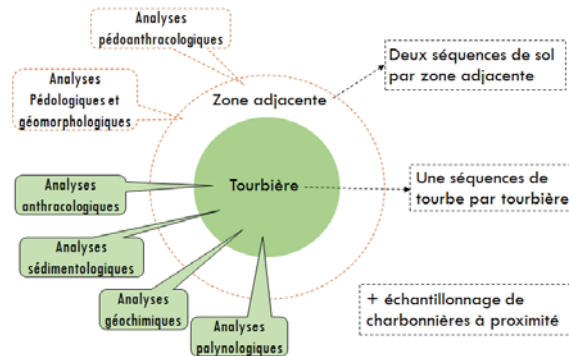 Analyses
pédoanthracologiques
Analyses
Pédologiques et
géomorphologiques
Zone adjacente
Deux séquences de sol
par zone adjacente
Analyses
anthracologiques
Tourbière
Une séquences de
tourbe par tourbière
Analyses
sédimentologiques
Analyses
géochimiques
Analyses
palynologiques
+ échantillonnage de
charbonnières à proximité